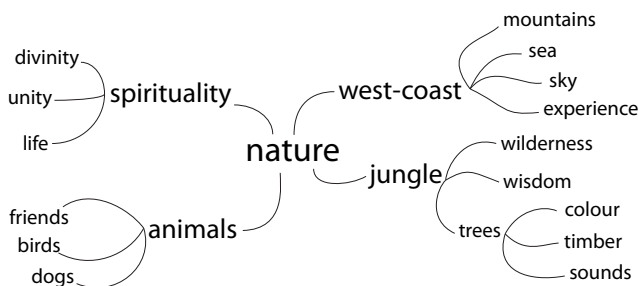 divinity
unity
life
spirituality
friends
birds
dogs
animals
nature
west-coast
mountains
sea
sky
experience
jungle
wilderness
wisdom
trees
colour
timber
sounds